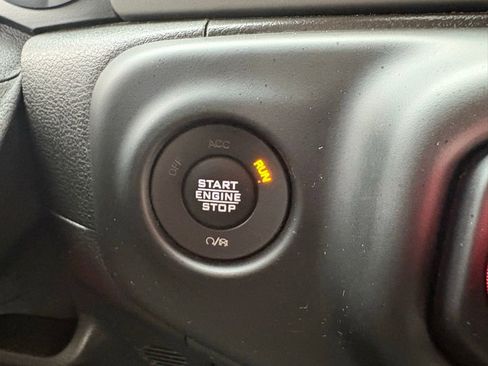 ACC
OFF
RUN
START
ENGINE
STOP